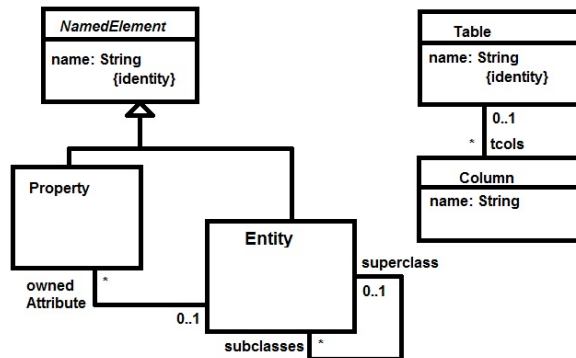 NamedElement
name: String
{identity}
Table
name: String
{identity}
0..1
* tcols
Column
name: String
Property
Entity
superclass
0..1
owned
Attribute
*
0..1
subclasses *